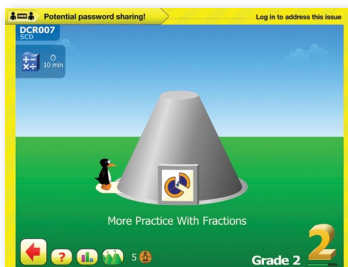 Potential password sharing!
Log in to address this issue
DCR007
SCD
10 min
More Practice With Fractions
?
5
Grade 2
2